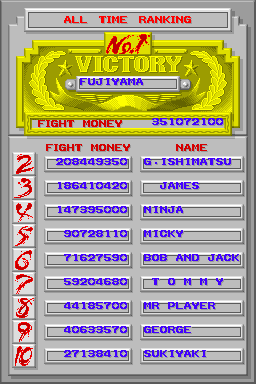 ALL TIME RANKING
No.1
VICTORY
FUJIYAMA
FIGHT MONEY 351072100
FIGHT MONEY NAME
2 208449350 G.ISHIMATSU
3 186410420 JAMES
4 147395000 NINJA
5 90728110 MICKY
6 71627590 BOB AND JACK
7 59204680 T O M M Y
8 44185700 MR PLAYER
9 40633570 GEORGE
10 27138410 SUKIYAKI